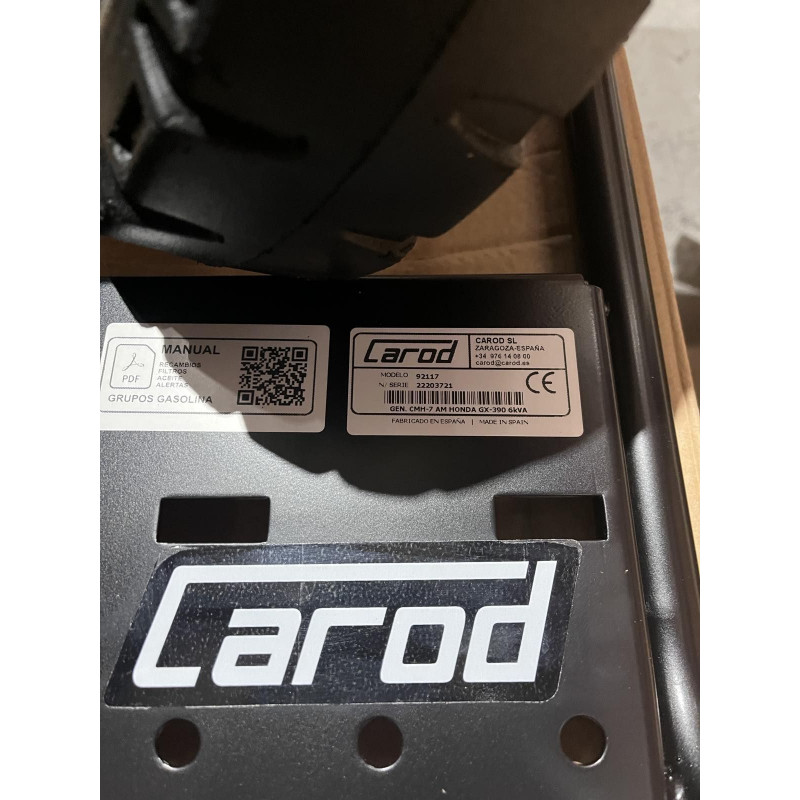 MANUAL
RECAMBIOS
FILTROS
ACEITE
ALERTAS
PDF
GRUPOS GASOLINA
Carod
CAROD SL
ZARAGOZA-ESPAÑA
+34 976 14 08 00
carod@carod.es
MODELO 92117
N/ SERIE 22203721
CE
GEN. CMH-7 AM HONDA GX-390 6kVA
FABRICADO EN ESPAÑA | MADE IN SPAIN
Carod